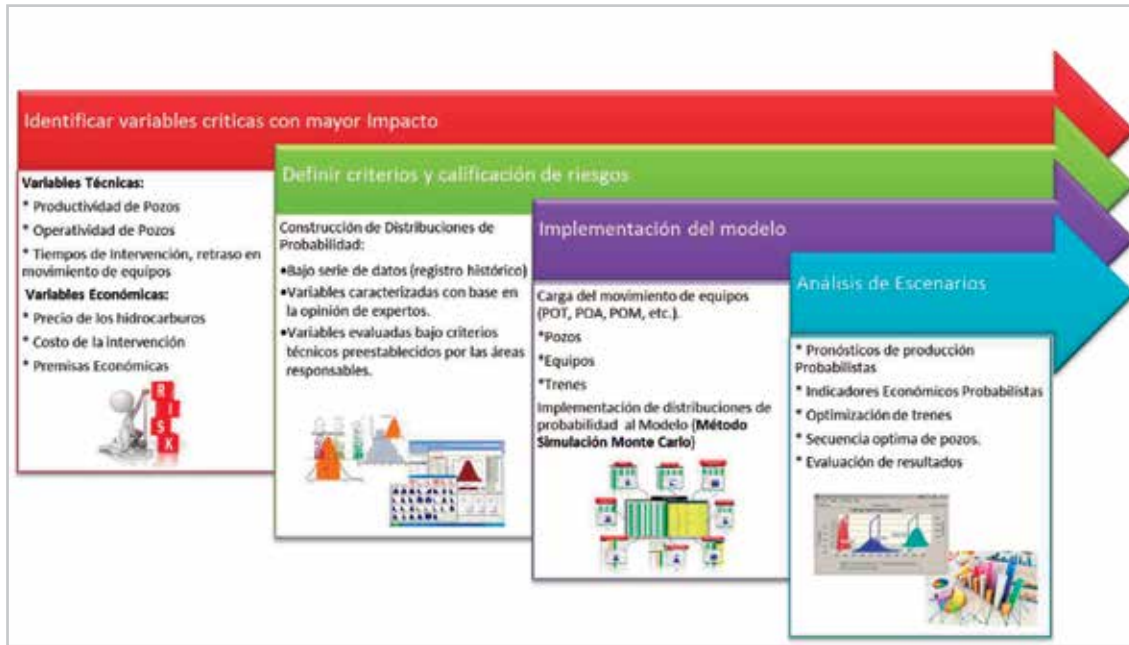 Identificar variables criticas con mayor Impacto
Variables Técnicas:
* Productividad de Pozos
* Operatividad de Pozos
* Tiempos de Intervención, retraso en
movimiento de equipos
Variables Económicas:
* Precio de los hidrocarburos
* Costo de la intervención
* Premisas Económicas
R
I
S
K
Definir criterios y calificación de riesgos
Construcción de Distribuciones de
Probabilidad:
•Bajo serie de datos (registro histórico)
•Variables caracterizadas con base en
la opinión de expertos.
•Variables evaluadas bajo criterios
técnicos preestablecidos por las áreas
responsables.
Implementación del modelo
Carga del movimiento de equipos
(POT, POA, POM, etc.).
*Pozos
*Equipos
*Trenes
Implementación de distribuciones de
probabilidad al Modelo (Método
Simulación Monte Carlo)
Análisis de Escenarios
* Pronósticos de producción
Probabilistas
* Indicadores Económicos Probabilistas
* Optimización de trenes
* Secuencia optima de pozos.
* Evaluación de resultados